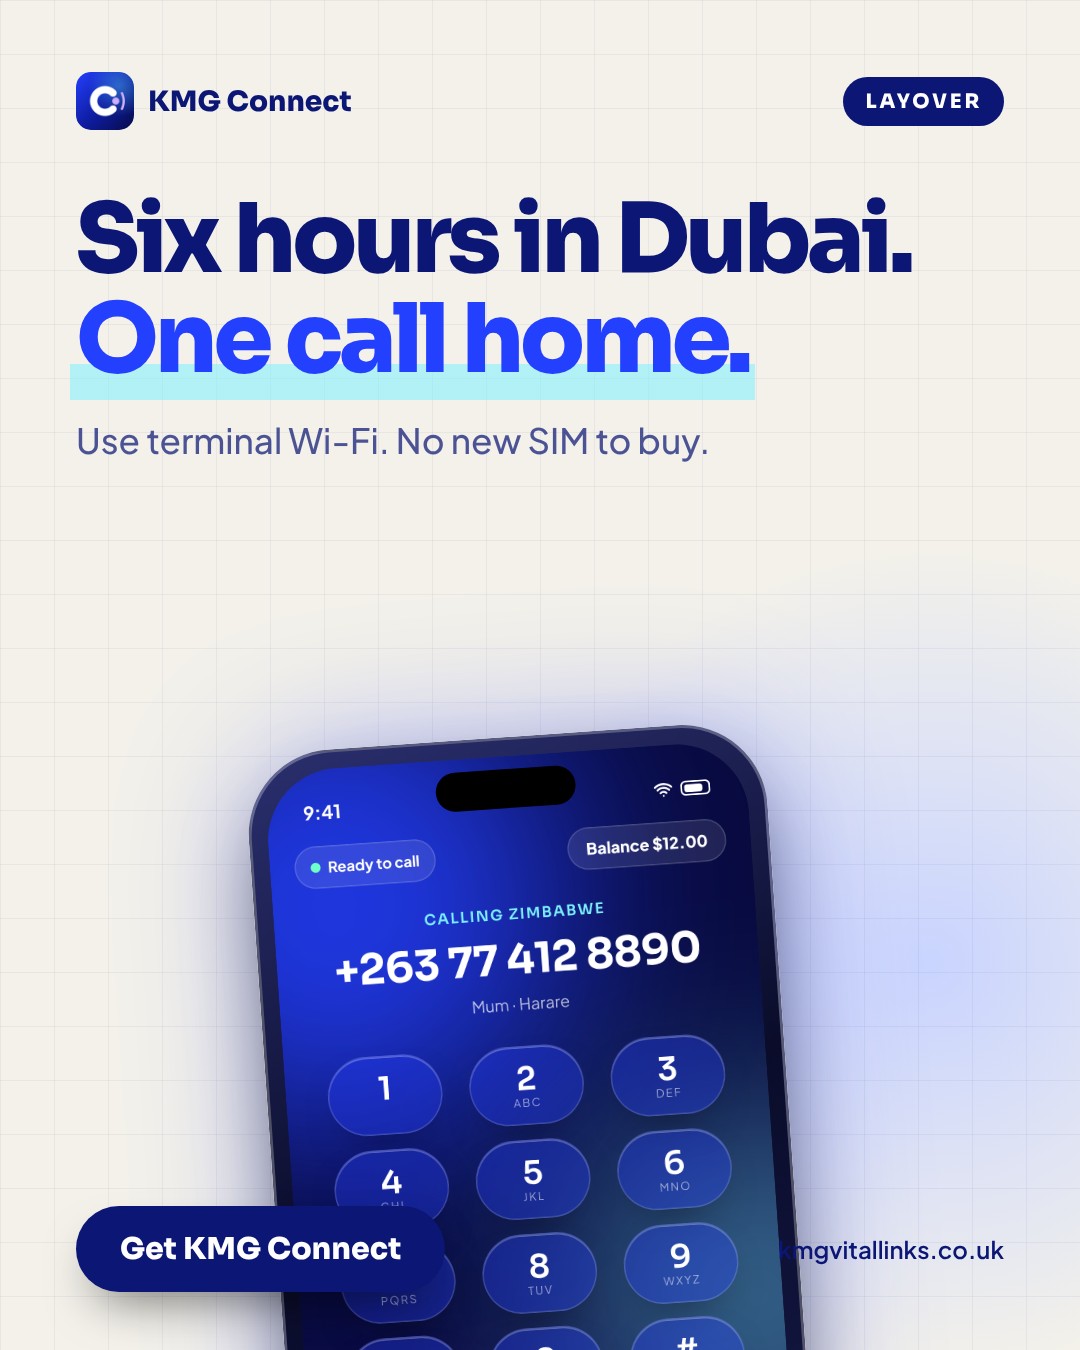 KMG Connect
LAYOVER
Six hours in Dubai.
One call home.
Use terminal Wi-Fi. No new SIM to buy.
9:41
Ready to call
Balance $12.00
CALLING ZIMBABWE
+263 77 412 8890
Mum · Harare
1
2
ABC
3
DEF
4
5
JKL
6
MNO
Get KMG Connect
PQRS
8
TUV
9
WXYZ
kmgvitallinks.co.uk
#